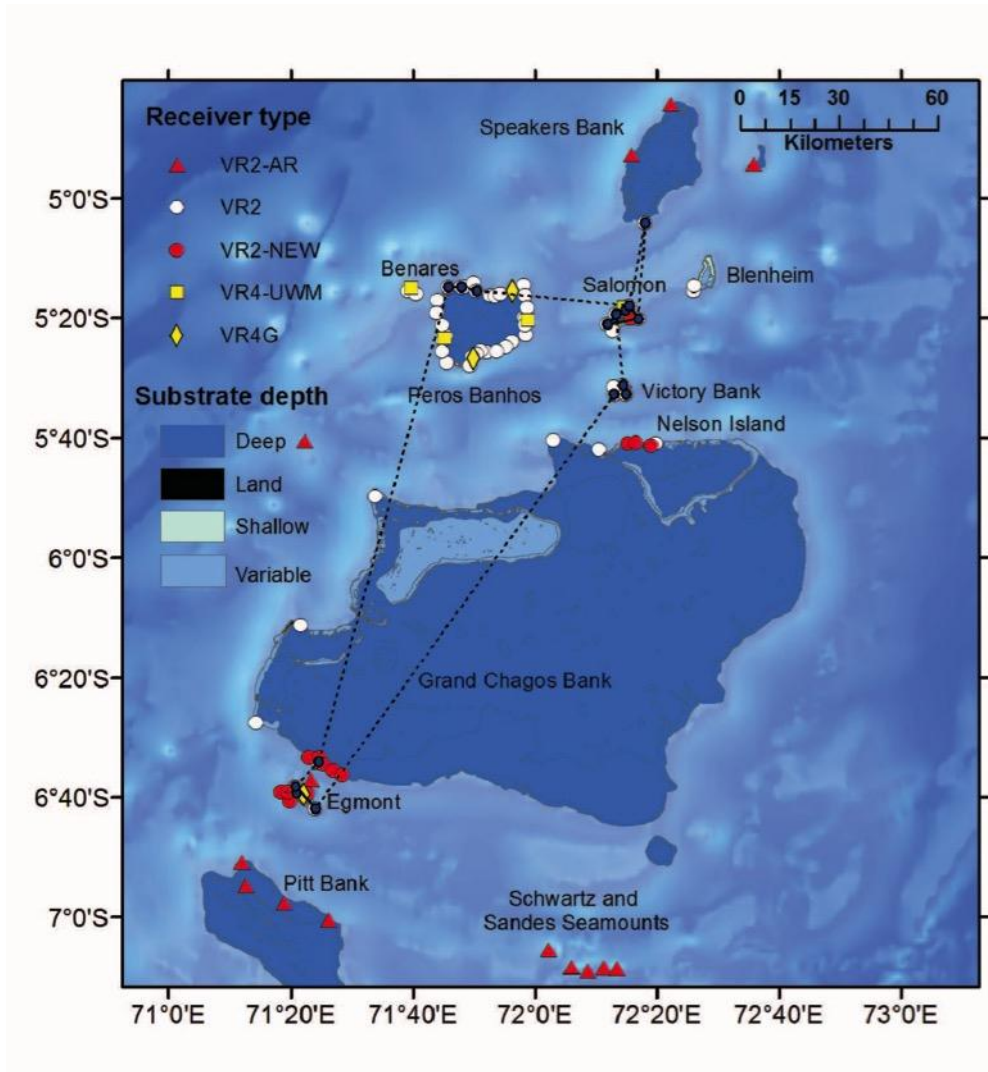 Receiver type
VR2-AR
VR2
VR2-NEW
VR4-UWM
VR4G
Substrate depth
Deep
Land
Shallow
Variable
0 15 30 60
Kilometers
Speakers Bank
Benares
Salomon
Blenheim
Peros Banhos
Victory Bank
Nelson Island
Grand Chagos Bank
Egmont
Pitt Bank
Schwartz and
Sandes Seamounts
5°0'S
5°20'S
5°40'S
6°0'S
6°20'S
6°40'S
7°0'S
71°0'E 71°20'E 71°40'E 72°0'E 72°20'E 72°40'E 73°0'E